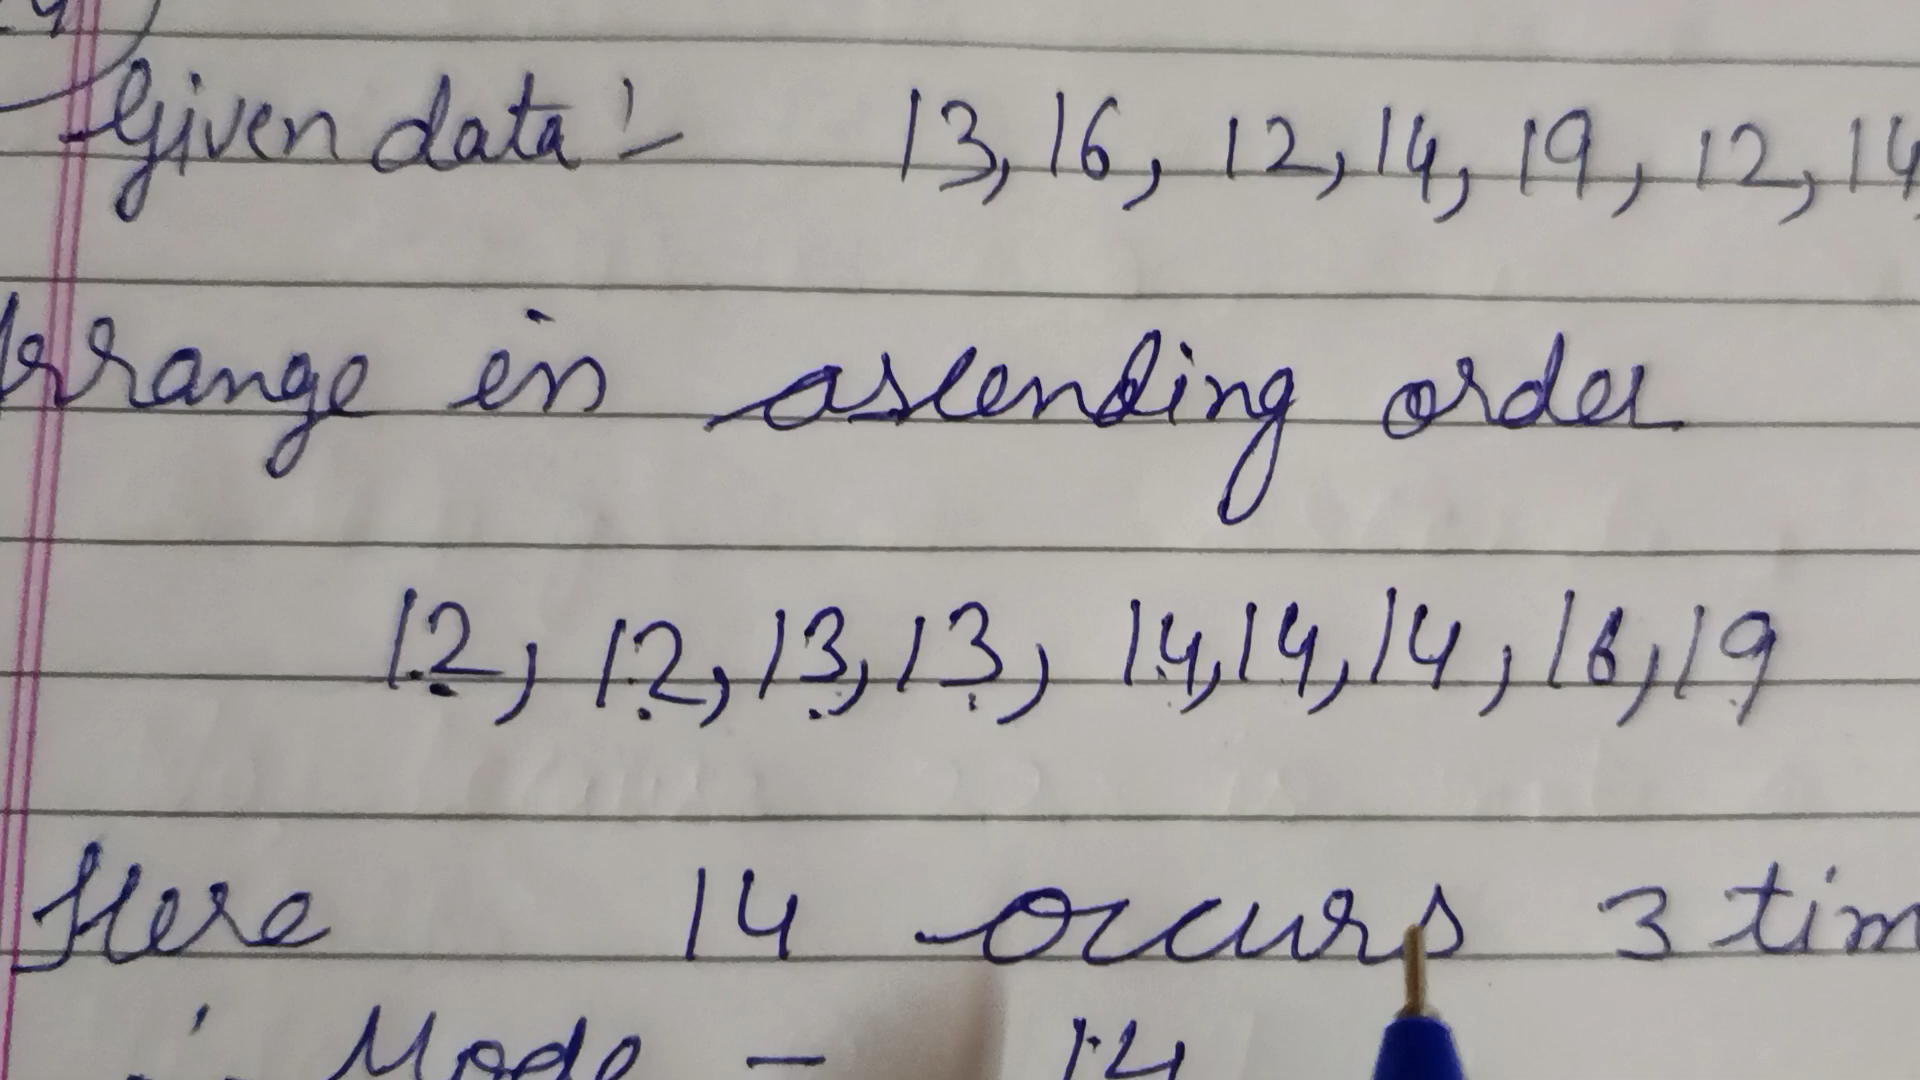 Given data :- 13, 16, 12, 14, 19, 12, 14
Arrange in ascending order
12, 12, 13, 13, 14, 14, 14, 16, 19
Here 14 occurs 3 tim
∴ Mode - 14